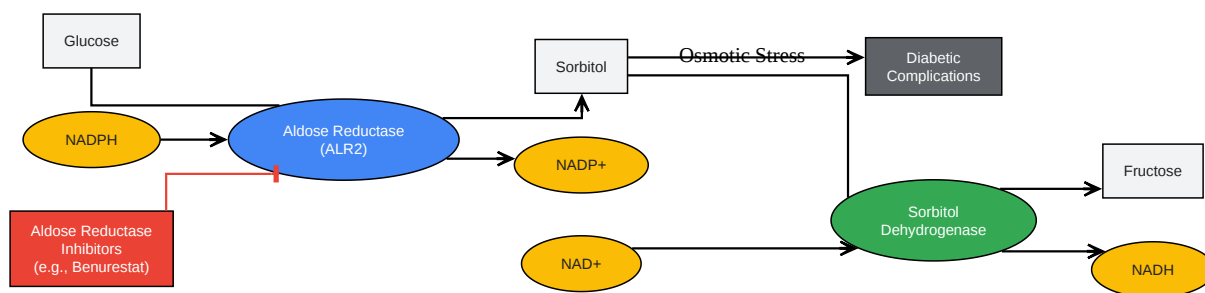 Glucose
NADPH
Aldose Reductase
Inhibitors
(e.g., Benurestat)
Aldose Reductase
(ALR2)
Sorbitol
NADP+
NAD+
Osmotic Stress
Diabetic
Complications
Sorbitol
Dehydrogenase
Fructose
NADH